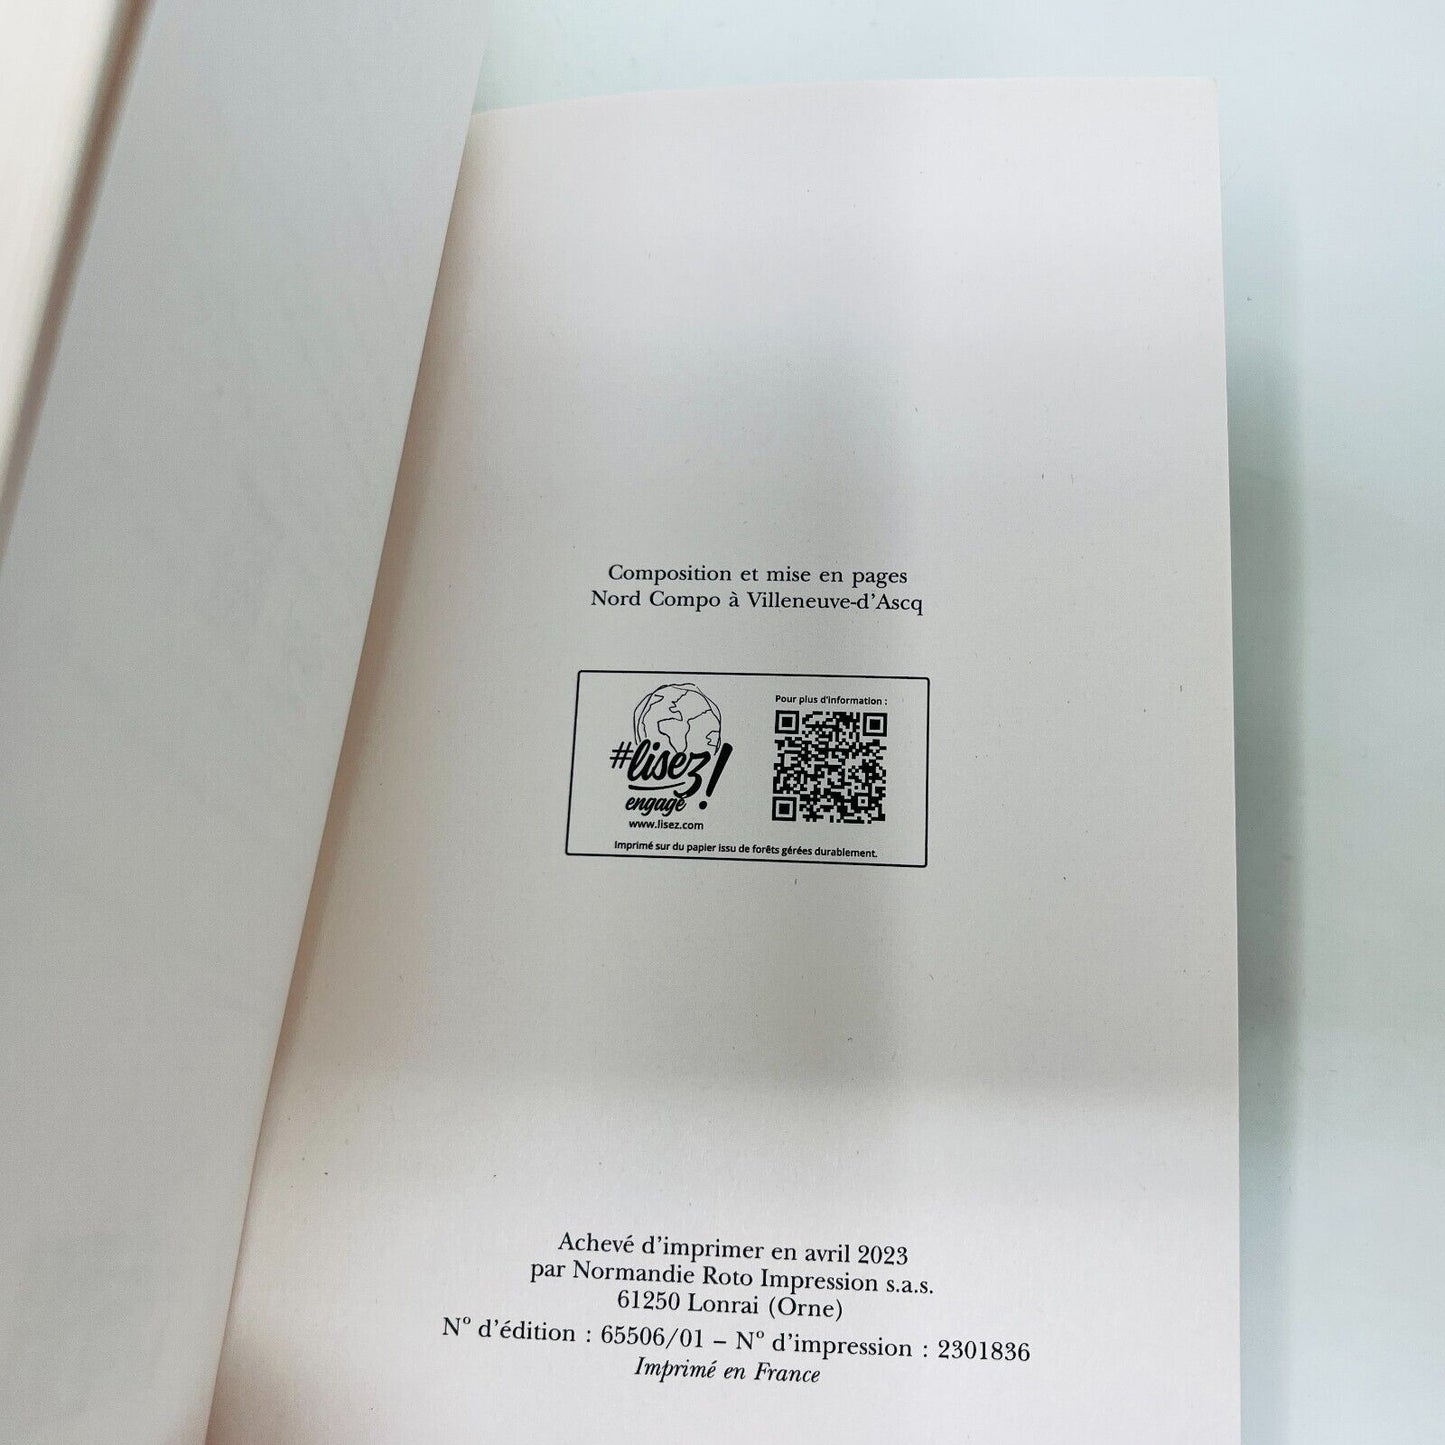 Composition et mise en pages
Nord Compo à Villeneuve-d'Ascq
Pour plus d'information :
#lisez!
engagé
www.lisez.com
Imprimé sur du papier issu de forêts gérées durablement.
Achevé d'imprimer en avril 2023
par Normandie Roto Impression s.a.s.
61250 Lonrai (Orne)
Nº d'édition : 65506/01 – Nº d'impression : 2301836
Imprimé en France